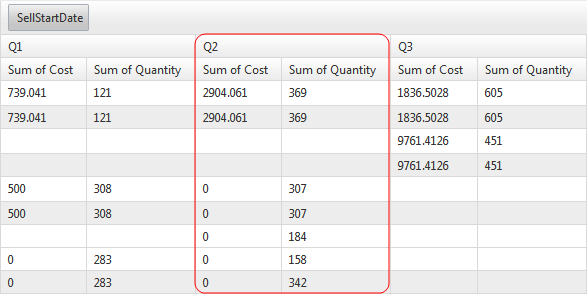 SellStartDate
Q1 Q2 Q3
Sum of Cost Sum of Quantity Sum of Cost Sum of Quantity Sum of Cost Sum of Quantity
739.041 121 2904.061 369 1836.5028 605
739.041 121 2904.061 369 1836.5028 605
9761.4126 451
9761.4126 451
500 308 0 307
500 308 0 307
0 184
0 283 0 158
0 283 0 342